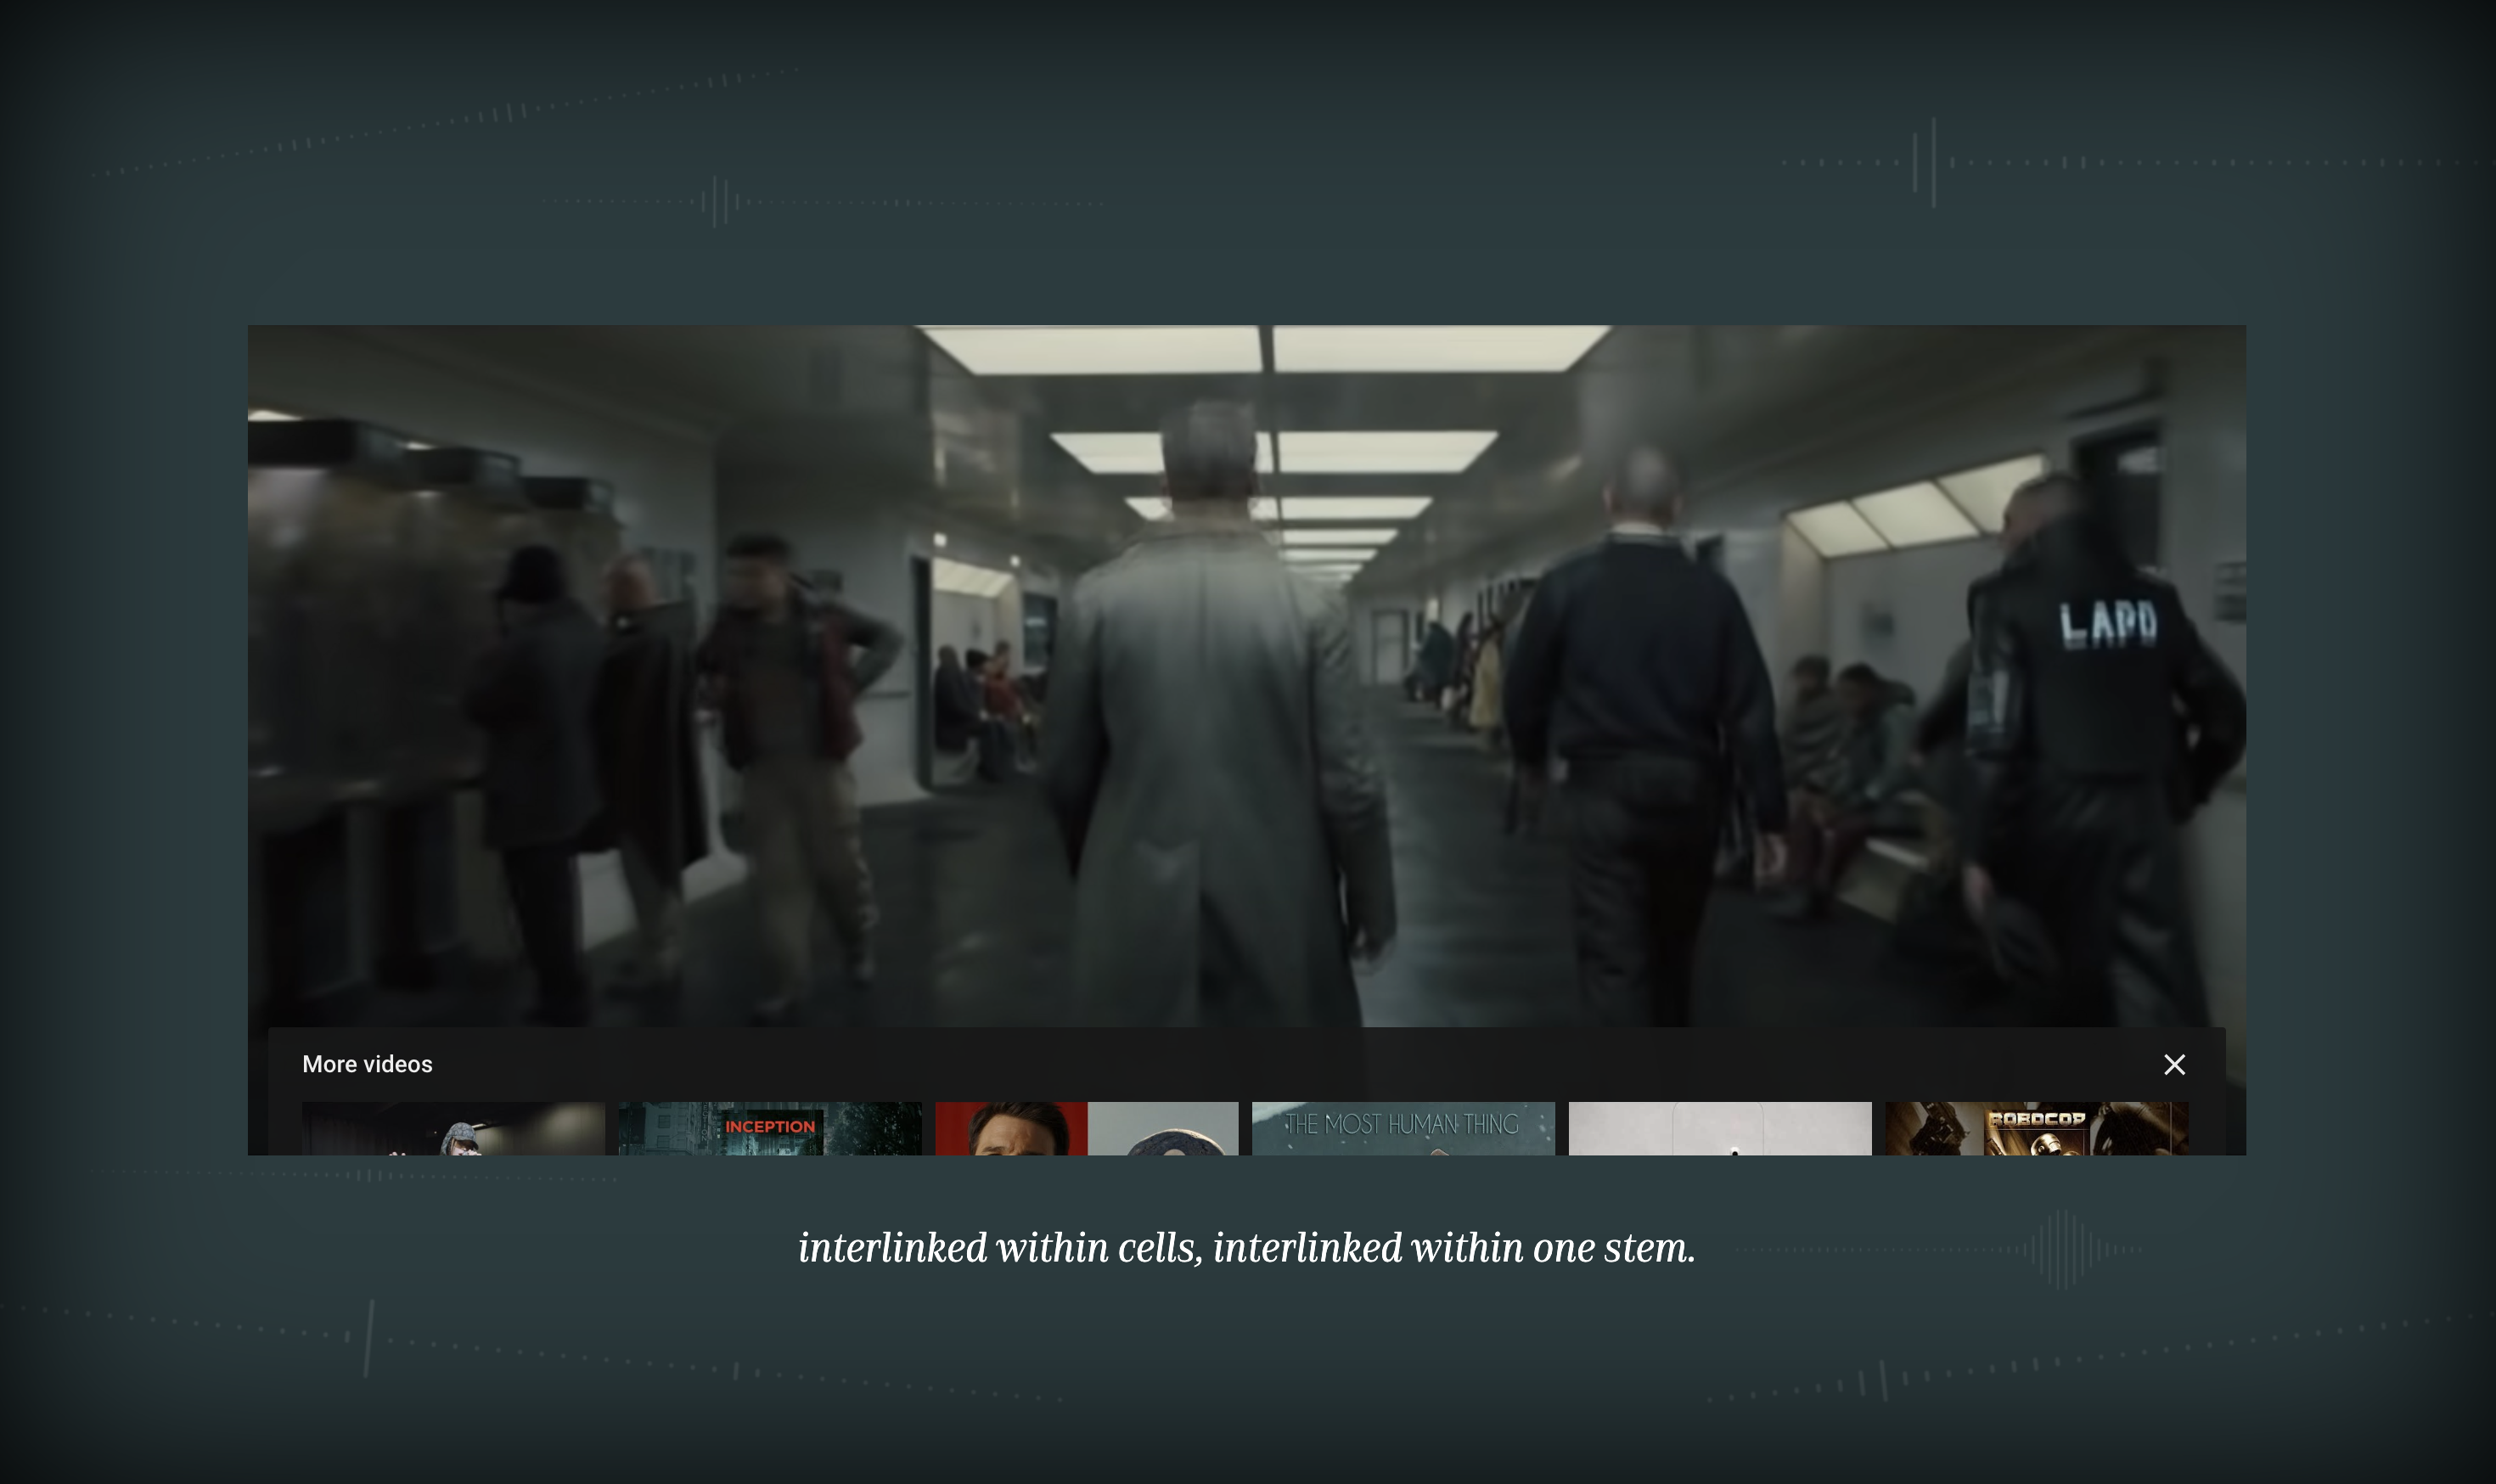 LAPD
More videos
INCEPTION
THE MOST HUMAN THING
ROBOCOP
interlinked within cells, interlinked within one stem.